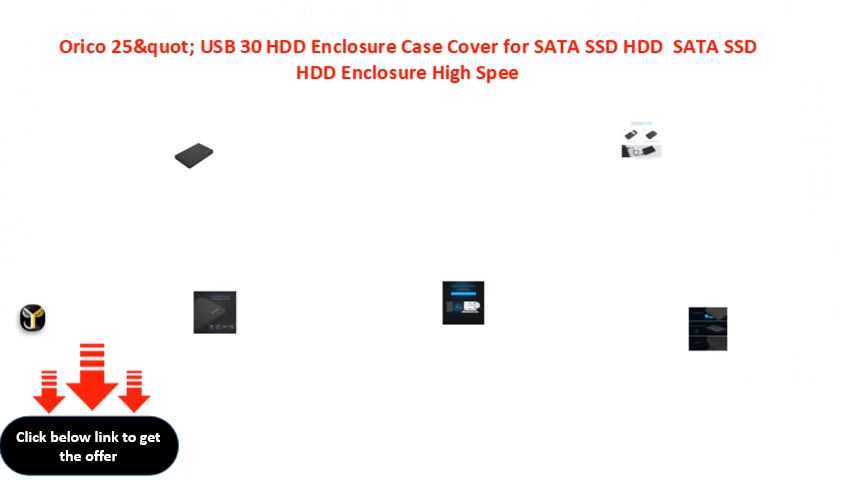 Orico 25&quot; USB 30 HDD Enclosure Case Cover for SATA SSD HDD  SATA SSD
HDD Enclosure High Spee
Click below link to get
the offer